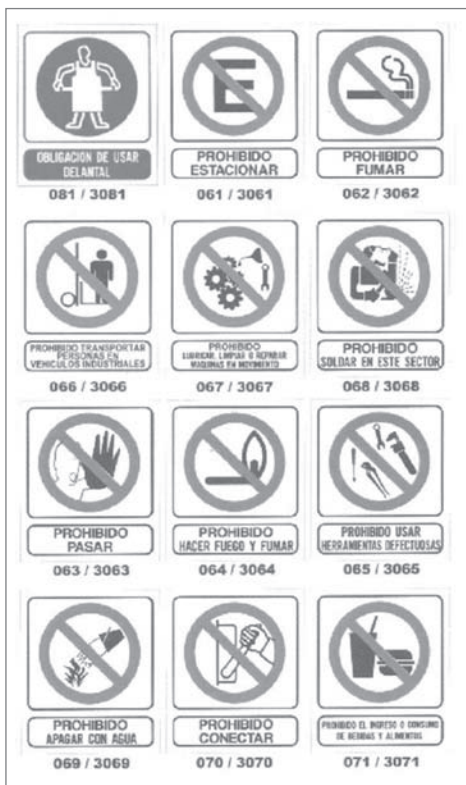 OBLIGACION DE USAR
DELANTAL
081 / 3081
E
PROHIBIDO
ESTACIONAR
061 / 3061
PROHIBIDO
FUMAR
062 / 3062
PROHIBIDO TRANSPORTAR
PERSONAS EN
VEHICULOS INDUSTRIALES
066 / 3066
PROHIBIDO
LUBRICAR, LIMPIAR O REPARAR
MAQUINAS EN MOVIMIENTO
067 / 3067
PROHIBIDO
SOLDAR EN ESTE SECTOR
068 / 3068
PROHIBIDO
PASAR
063 / 3063
PROHIBIDO
HACER FUEGO Y FUMAR
064 / 3064
PROHIBIDO USAR
HERRAMIENTAS DEFECTUOSAS
065 / 3065
PROHIBIDO
APAGAR CON AGUA
069 / 3069
PROHIBIDO
CONECTAR
070 / 3070
PROHIBIDO EL INGRESO O CONSUMO
DE BEBIDAS Y ALIMENTOS
071 / 3071